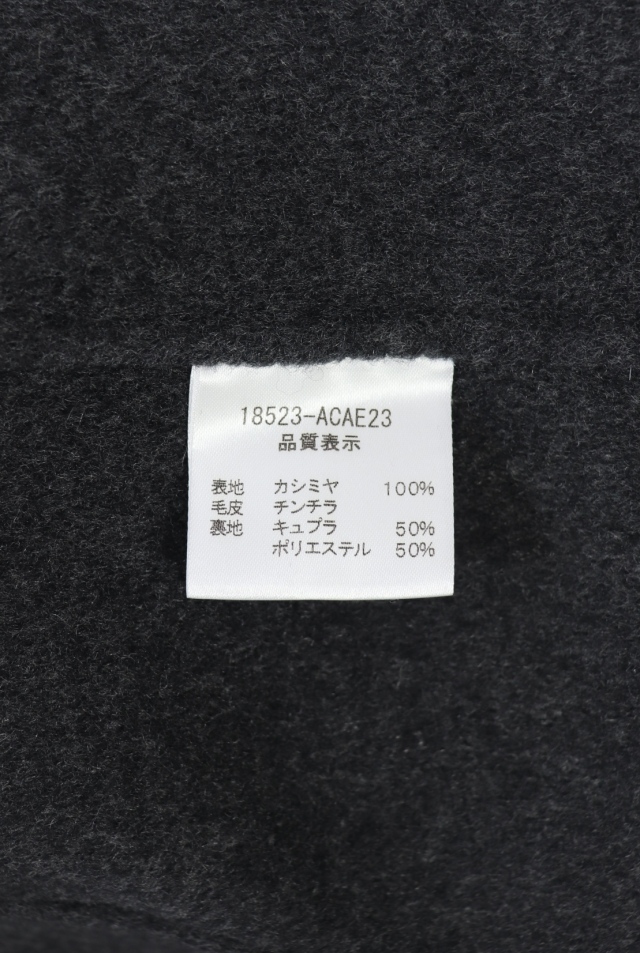 18523-ACAE23
品質表示
表地 カシミヤ 100%
毛皮 チンチラ
裏地 キュプラ 50%
ポリエステル 50%